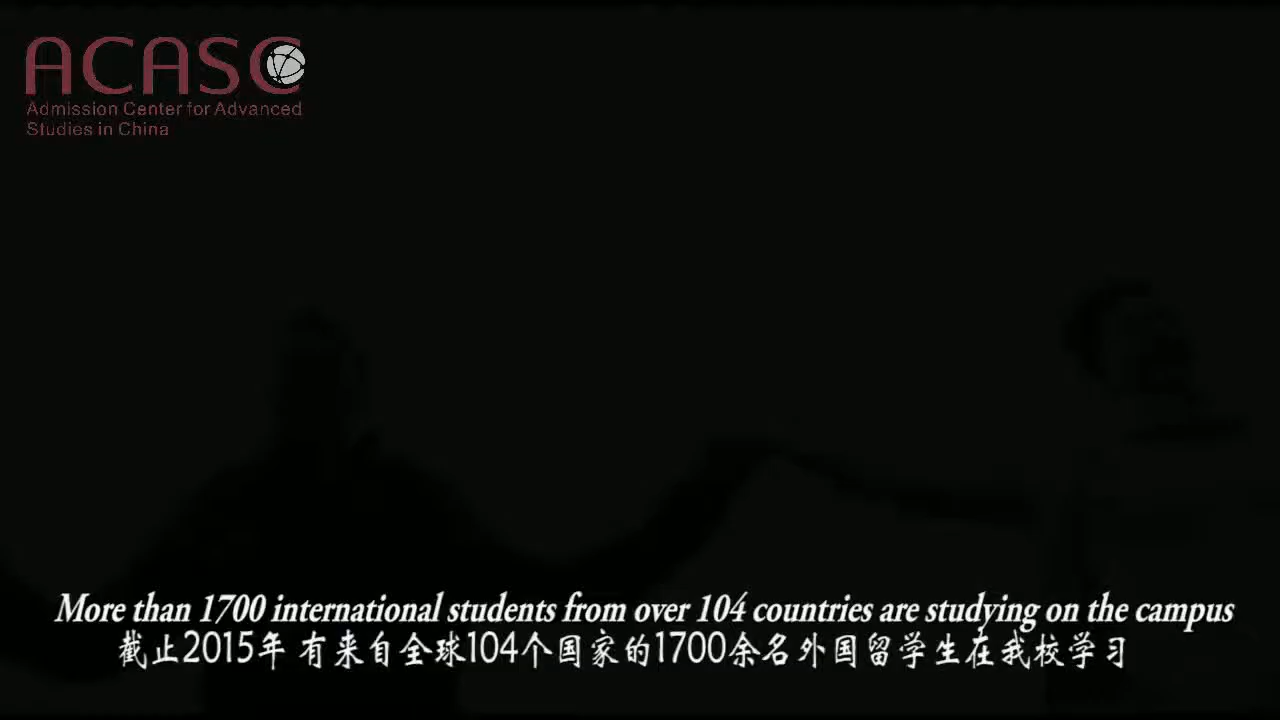 ACASC
Admission Center for Advanced
Studies in China
More than 1700 international students from over 104 countries are studying on the campus
截止2015年 有来自全球104个国家的1700余名外国留学生在我校学习